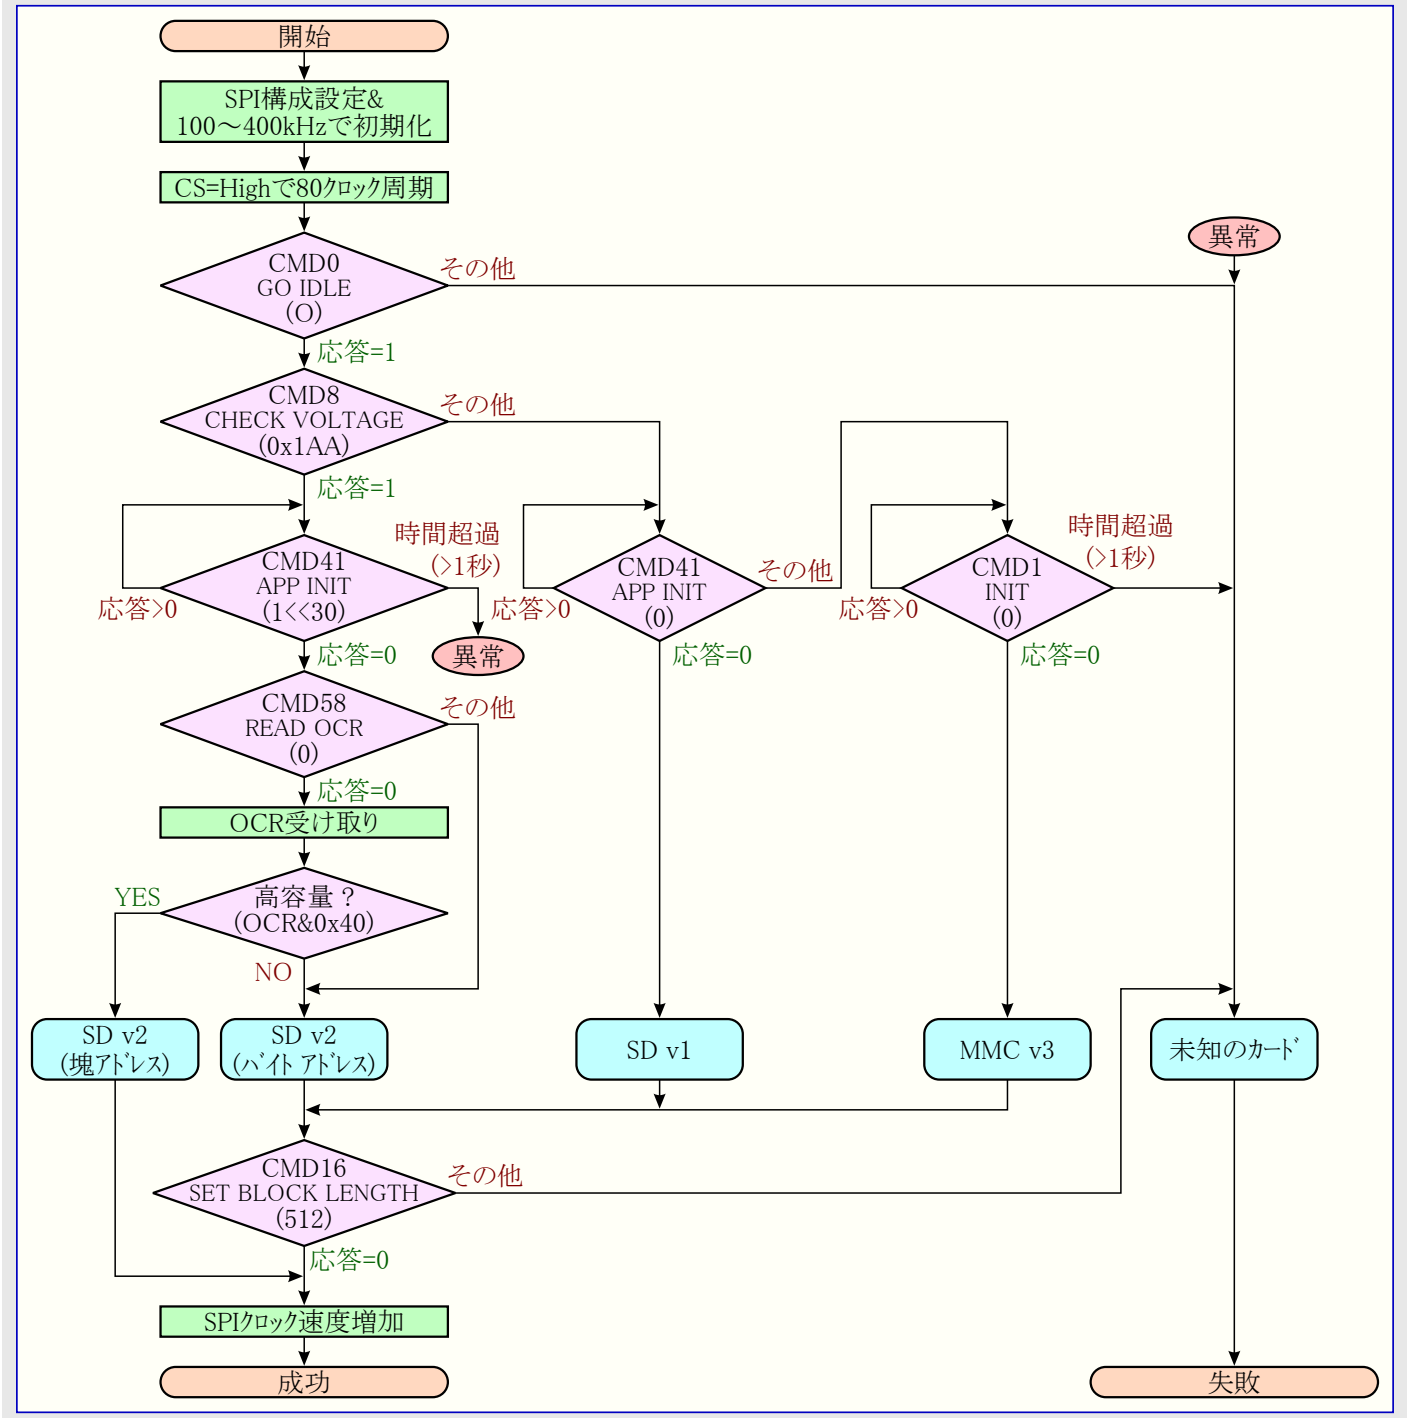 開始
SPI構成設定&
100～400kHzで初期化
CS=Highで80ｸﾛｯｸ周期
異常
CMD0
GO IDLE
(O)
その他
応答=1
CMD8
CHECK VOLTAGE
(0x1AA)
その他
応答=1
CMD41
APP INIT
(1<<30)
時間超過
(>1秒)
応答>0
応答=0
異常
CMD41
APP INIT
(0)
その他
応答>0
応答=0
CMD1
INIT
(0)
時間超過
(>1秒)
応答>0
応答=0
CMD58
READ OCR
(0)
その他
応答=0
OCR受け取り
高容量？
(OCR&0x40)
YES
NO
SD v2
(塊ｱﾄﾞﾚｽ)
SD v2
(ﾊﾞｲﾄ ｱﾄﾞﾚｽ)
SD v1
MMC v3
未知のｶｰﾄﾞ
CMD16
SET BLOCK LENGTH
(512)
その他
応答=0
SPIｸﾛｯｸ速度増加
成功
失敗